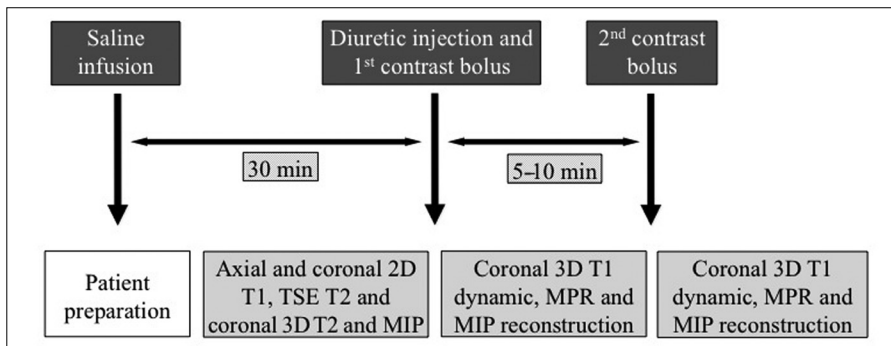 Saline
infusion
Diuretic injection and
1st contrast bolus
2nd contrast
bolus
30 min
5–10 min
Patient
preparation
Axial and coronal 2D
T1, TSE T2 and
coronal 3D T2 and MIP
Coronal 3D T1
dynamic, MPR and
MIP reconstruction
Coronal 3D T1
dynamic, MPR and
MIP reconstruction